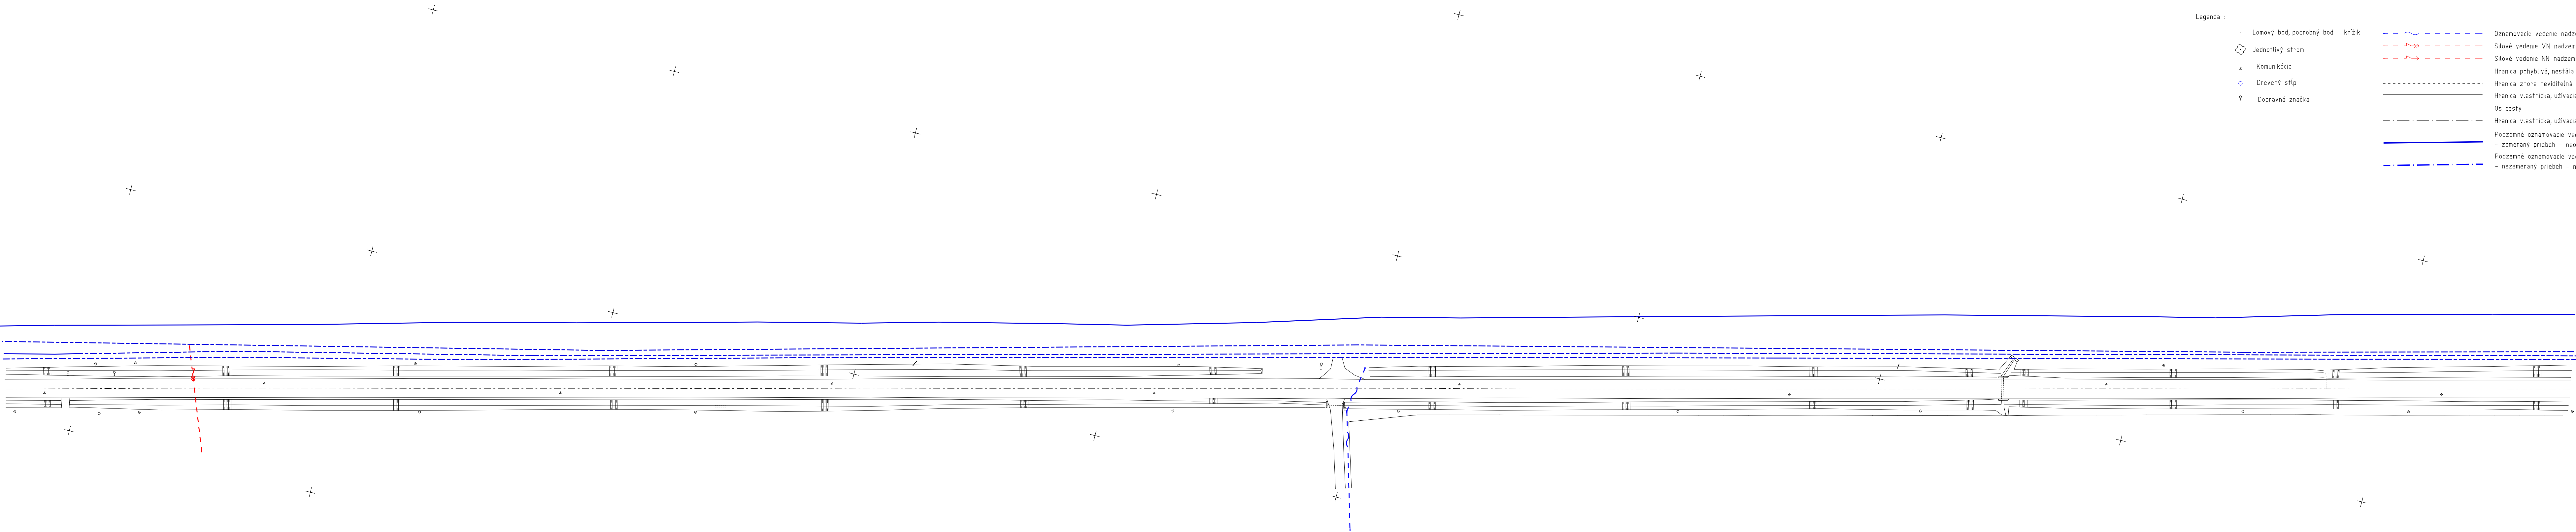 Legenda
Lomový bod, podrobný bod - krížik
Jednotlivý strom
Komunikácia
Drevený stĺp
Dopravná značka
Oznamovacie vedenie nadz
Silové vedenie VN nadzem
Silové vedenie NN nadzem
Hranica pohyblivá, nestála
Hranica zhora neviditeľná
Hranica vlastnícka, užívaci
Os cesty
Hranica vlastnícka, užívaci
Podzemné oznamovacie ve
- zameraný priebeh - neo
Podzemné oznamovacie ve
- nezameraný priebeh - n